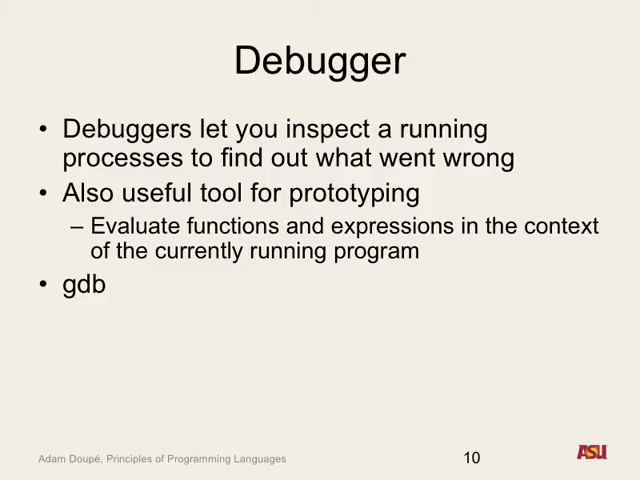 Debugger
• Debuggers let you inspect a running
processes to find out what went wrong
• Also useful tool for prototyping
– Evaluate functions and expressions in the context
of the currently running program
• gdb
Adam Doupé, Principles of Programming Languages
10
ASU